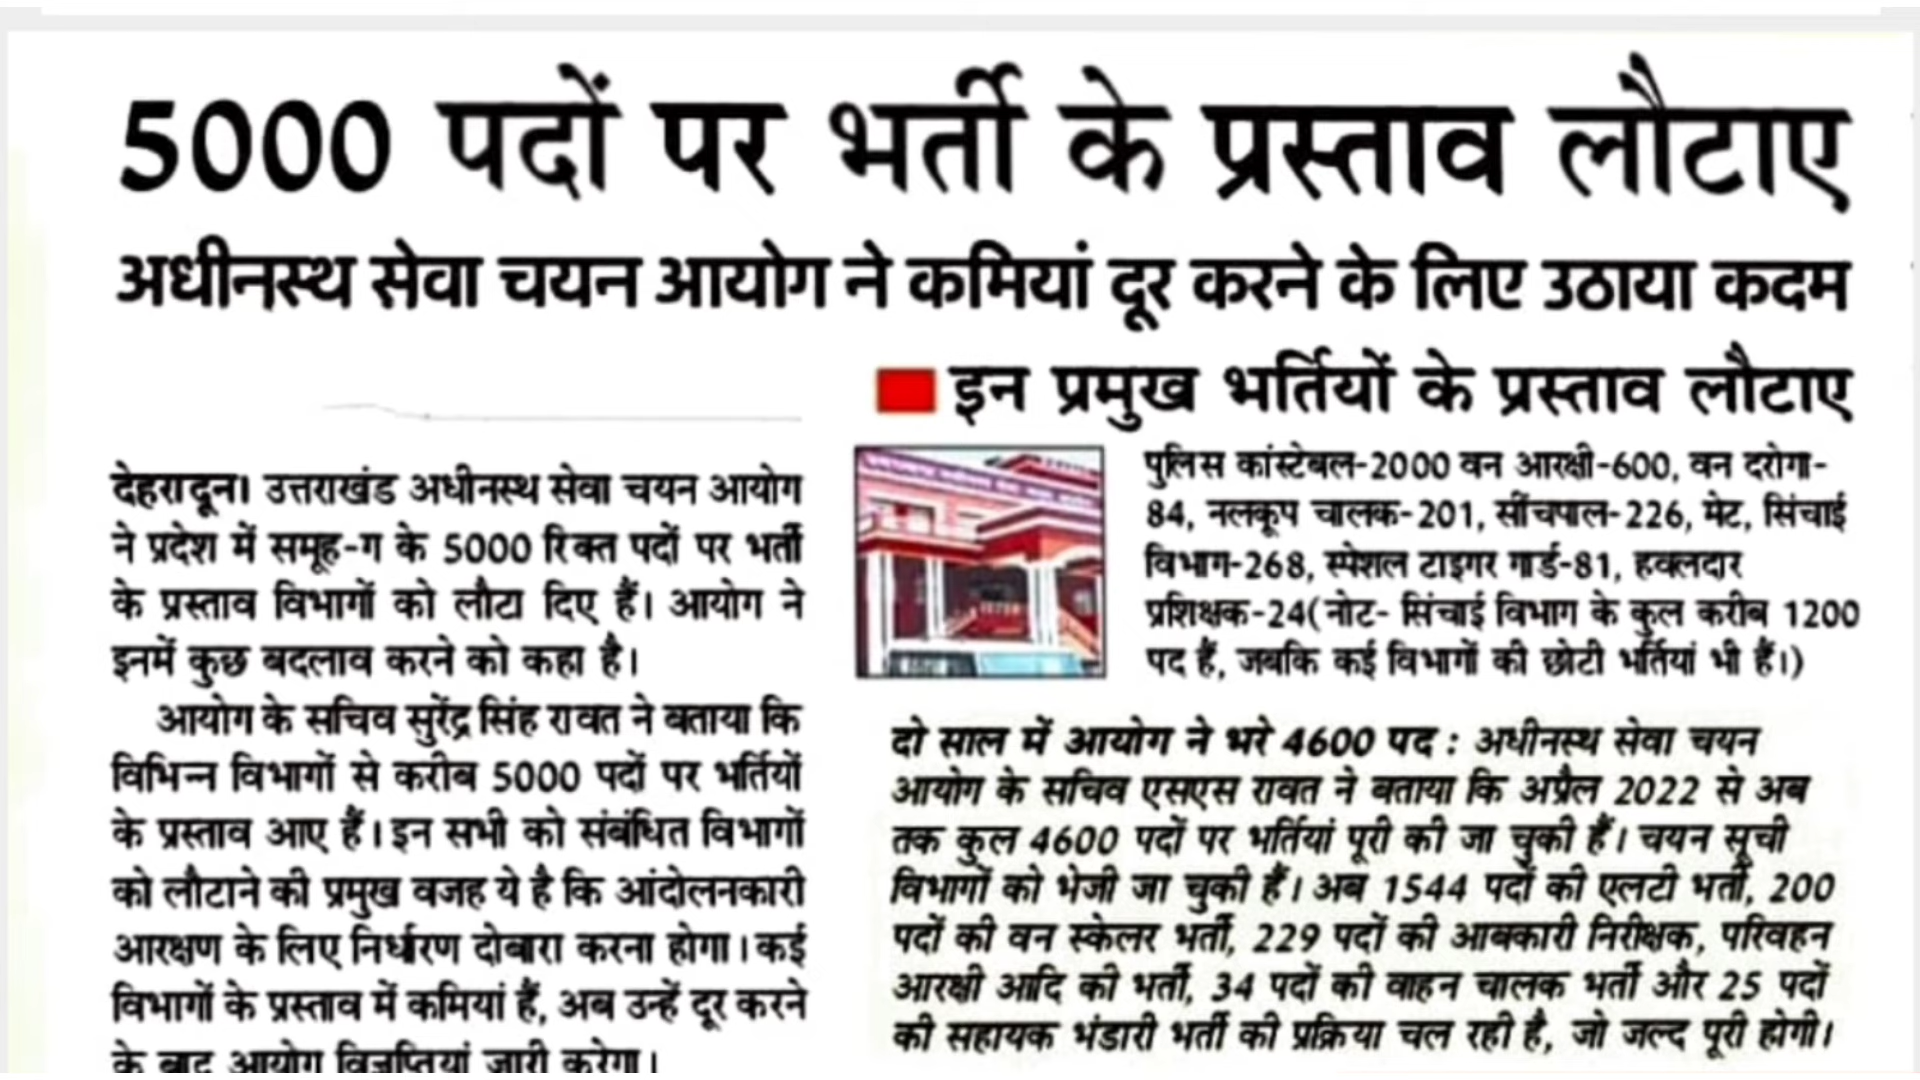 5000 पदों पर भर्ती के प्रस्ताव लौटाए
अधीनस्थ सेवा चयन आयोग ने कमियां दूर करने के लिए उठाया कदम
देहरादून। उत्तराखंड अधीनस्थ सेवा चयन आयोग
ने प्रदेश में समूह-ग के 5000 रिक्त पदों पर भर्ती
के प्रस्ताव विभागों को लौटा दिए हैं। आयोग ने
इनमें कुछ बदलाव करने को कहा है।
आयोग के सचिव सुरेंद्र सिंह रावत ने बताया कि
विभिन्न विभागों से करीब 5000 पदों पर भर्तियों
के प्रस्ताव आए हैं। इन सभी को संबंधित विभागों
को लौटाने की प्रमुख वजह ये है कि आंदोलनकारी
आरक्षण के लिए निर्धारण दोबारा करना होगा। कई
विभागों के प्रस्ताव में कमियां हैं, अब उन्हें दूर करने
के बाद आयोग विज्ञप्तियां जारी करेगा।
इन प्रमुख भर्तियों के प्रस्ताव लौटाए
पुलिस कांस्टेबल-2000 वन आरक्षी-600, वन दरोगा-
84, नलकूप चालक-201, सींचपाल-226, मेट, सिंचाई
विभाग-268, स्पेशल टाइगर गार्ड-81, हवलदार
प्रशिक्षक-24(नोट- सिंचाई विभाग के कुल करीब 1200
पद हैं, जबकि कई विभागों की छोटी भर्तियां भी हैं।)
दो साल में आयोग ने भरे 4600 पद : अधीनस्थ सेवा चयन
आयोग के सचिव एसएस रावत ने बताया कि अप्रैल 2022 से अब
तक कुल 4600 पदों पर भर्तियां पूरी की जा चुकी हैं। चयन सूची
विभागों को भेजी जा चुकी हैं। अब 1544 पदों की एलटी भर्ती, 200
पदों की वन स्केलर भर्ती, 229 पदों की आबकारी निरीक्षक, परिवहन
आरक्षी आदि की भर्ती, 34 पदों की वाहन चालक भर्ती और 25 पदों
की सहायक भंडारी भर्ती की प्रक्रिया चल रही है, जो जल्द पूरी होगी।